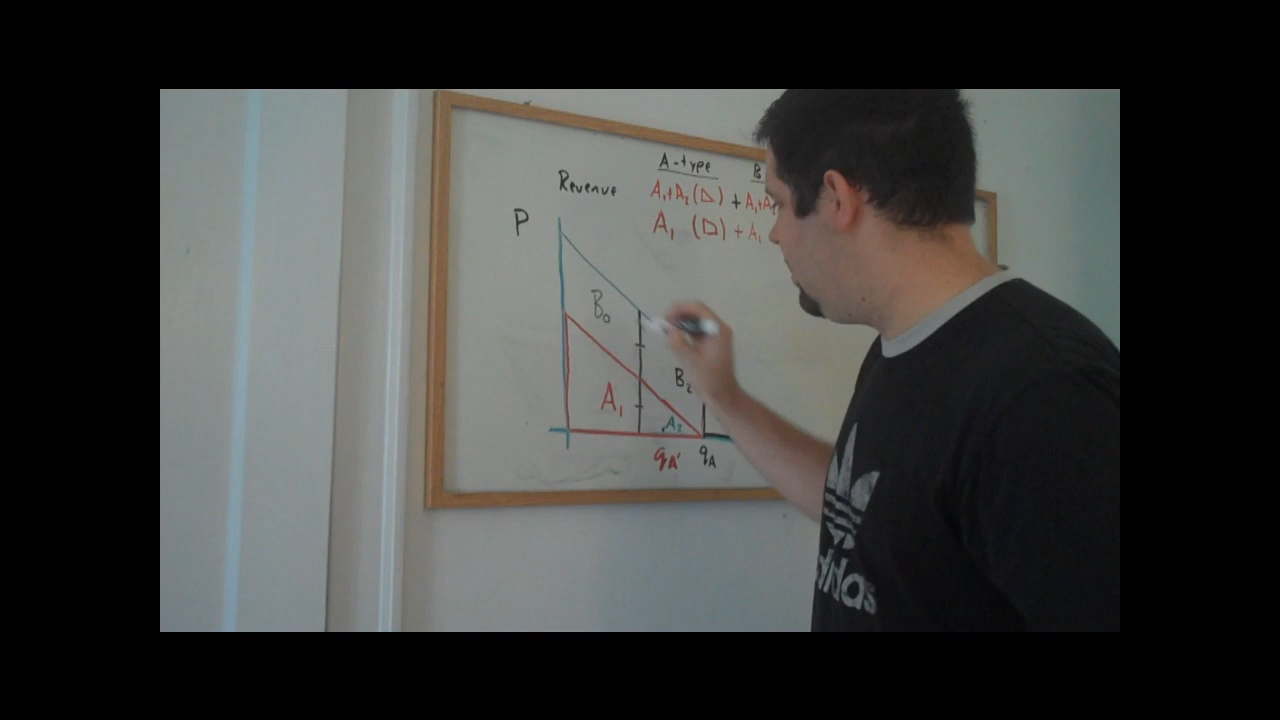 A-type B
Revenue A₁+A₂(◺) + A₁+A₂
A₁ (▱) + A₁
P
B₀
B₂
A₁
A₂
qA' qA
adidas